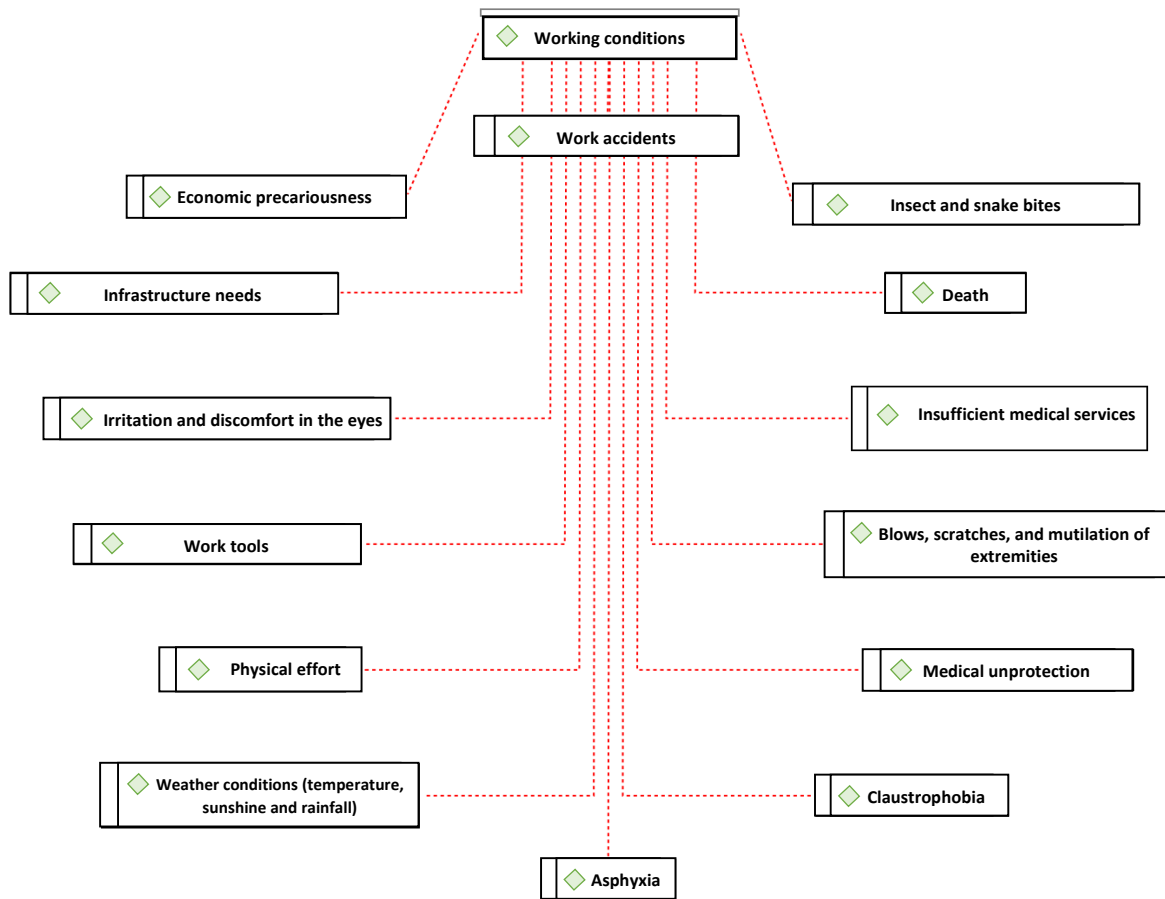 Working conditions
Work accidents
Economic precariousness
Insect and snake bites
Infrastructure needs
Death
Irritation and discomfort in the eyes
Insufficient medical services
Work tools
Blows, scratches, and mutilation of
extremities
Physical effort
Medical unprotection
Weather conditions (temperature,
sunshine and rainfall)
Claustrophobia
Asphyxia